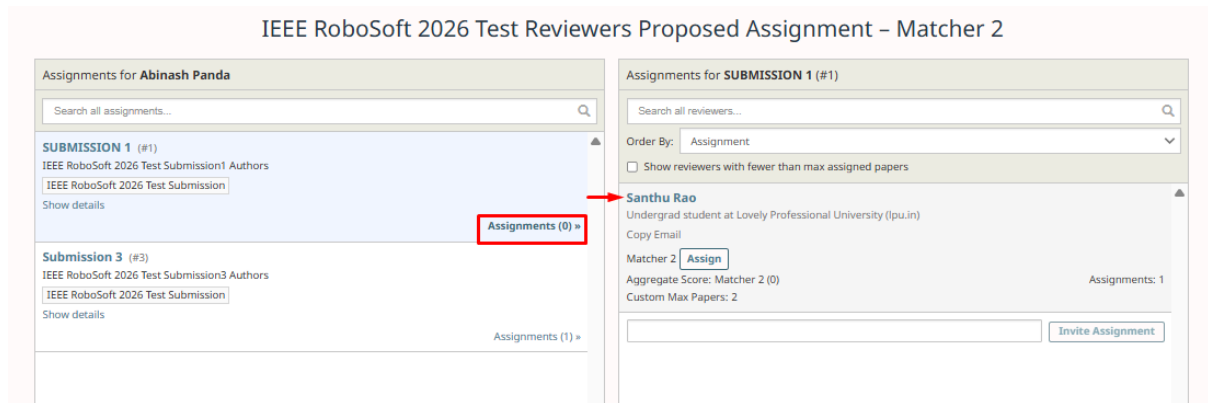 IEEE RoboSoft 2026 Test Reviewers Proposed Assignment – Matcher 2
Assignments for Abinash Panda
Search all assignments...
SUBMISSION 1 (#1)
IEEE RoboSoft 2026 Test Submission1 Authors
IEEE RoboSoft 2026 Test Submission
Show details
Assignments (0) »
Submission 3 (#3)
IEEE RoboSoft 2026 Test Submission3 Authors
IEEE RoboSoft 2026 Test Submission
Show details
Assignments (1) »
Assignments for SUBMISSION 1 (#1)
Search all reviewers...
Order By: Assignment
Show reviewers with fewer than max assigned papers
Santhu Rao
Undergrad student at Lovely Professional University (lpu.in)
Copy Email
Matcher 2 Assign
Aggregate Score: Matcher 2 (0) Assignments: 1
Custom Max Papers: 2
Invite Assignment